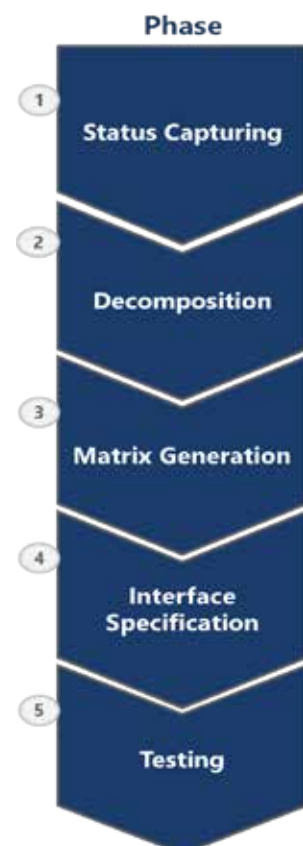 Phase
1
Status Capturing
2
Decomposition
3
Matrix Generation
4
Interface
Specification
5
Testing